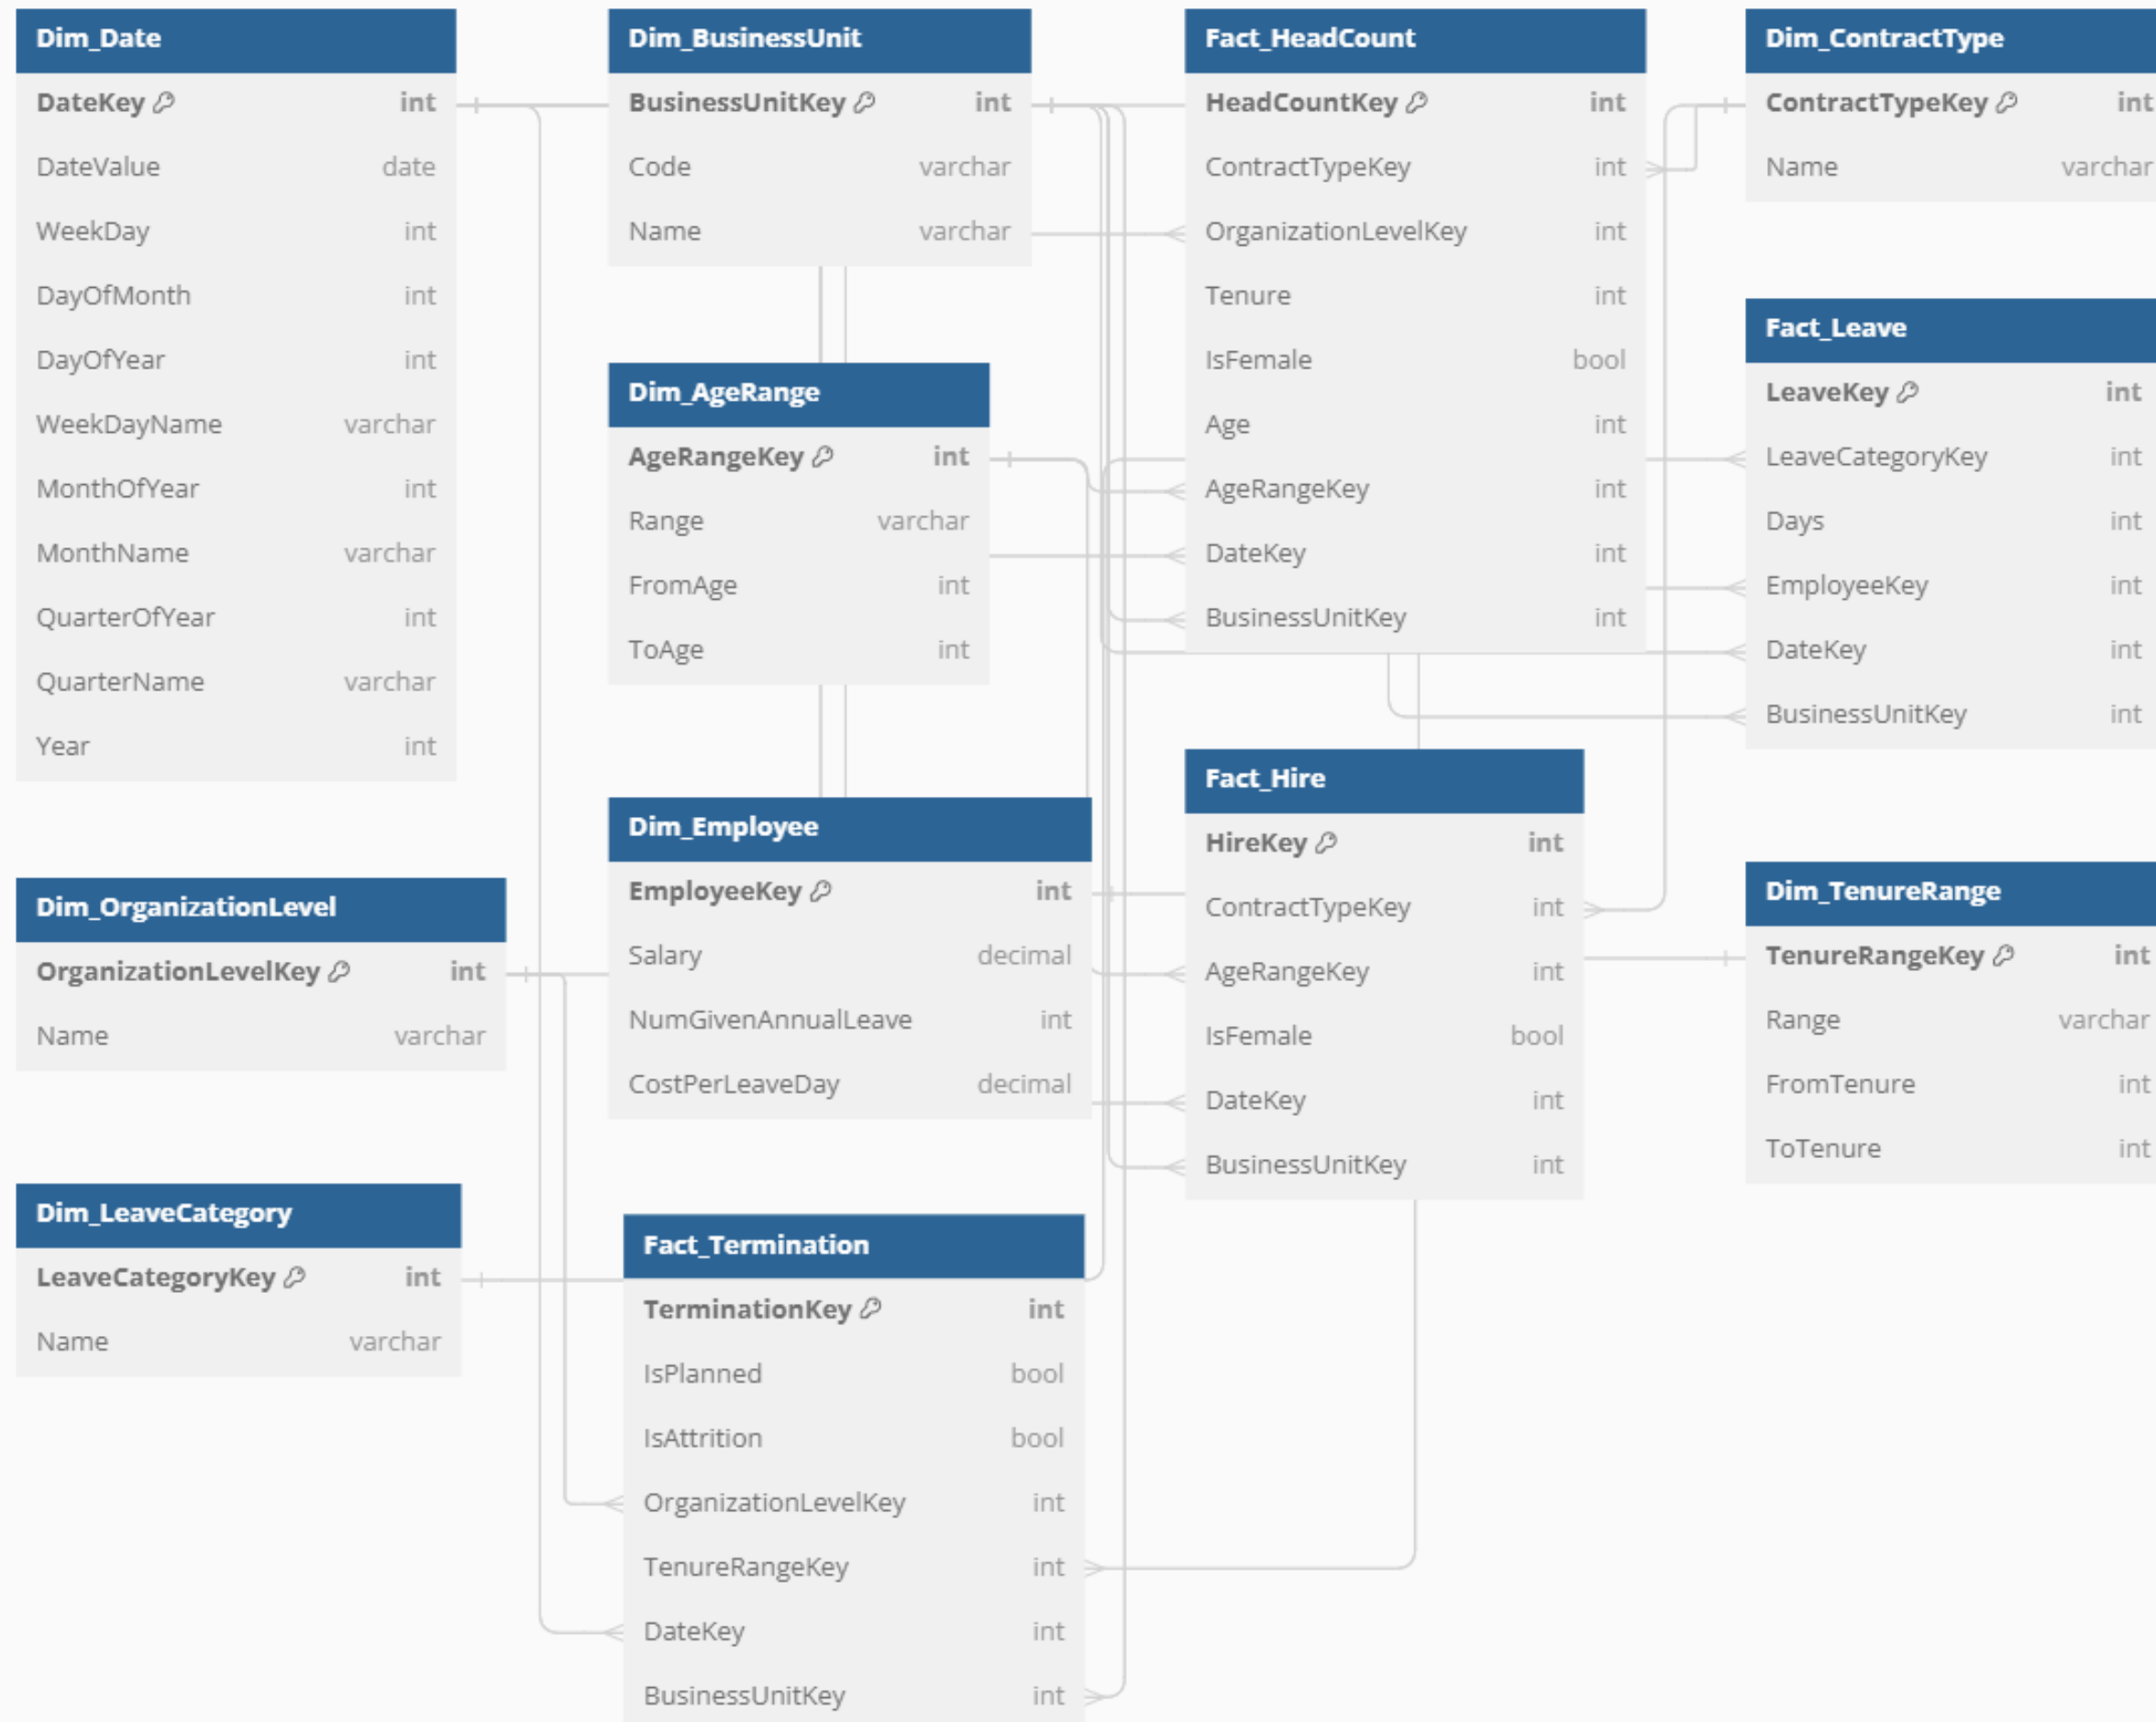 Dim_Date
DateKey int
DateValue date
WeekDay int
DayOfMonth int
DayOfYear int
WeekDayName varchar
MonthOfYear int
MonthName varchar
QuarterOfYear int
QuarterName varchar
Year int
Dim_OrganizationLevel
OrganizationLevelKey int
Name varchar
Dim_LeaveCategory
LeaveCategoryKey int
Name varchar
Dim_BusinessUnit
BusinessUnitKey int
Code varchar
Name varchar
Dim_AgeRange
AgeRangeKey int
Range varchar
FromAge int
ToAge int
Dim_Employee
EmployeeKey int
Salary decimal
NumGivenAnnualLeave int
CostPerLeaveDay decimal
Fact_Termination
TerminationKey int
IsPlanned bool
IsAttrition bool
OrganizationLevelKey int
TenureRangeKey int
DateKey int
BusinessUnitKey int
Fact_HeadCount
HeadCountKey int
ContractTypeKey int
OrganizationLevelKey int
Tenure int
IsFemale bool
Age int
AgeRangeKey int
DateKey int
BusinessUnitKey int
Fact_Hire
HireKey int
ContractTypeKey int
AgeRangeKey int
IsFemale bool
DateKey int
BusinessUnitKey int
Dim_ContractType
ContractTypeKey int
Name varchar
Fact_Leave
LeaveKey int
LeaveCategoryKey int
Days int
EmployeeKey int
DateKey int
BusinessUnitKey int
Dim_TenureRange
TenureRangeKey int
Range varchar
FromTenure int
ToTenure int